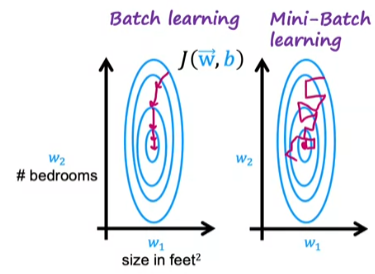 Batch learning
Mini-Batch
learning
J(w⃗, b)
w₂
# bedrooms
w₁
size in feet²
w₂
w₁